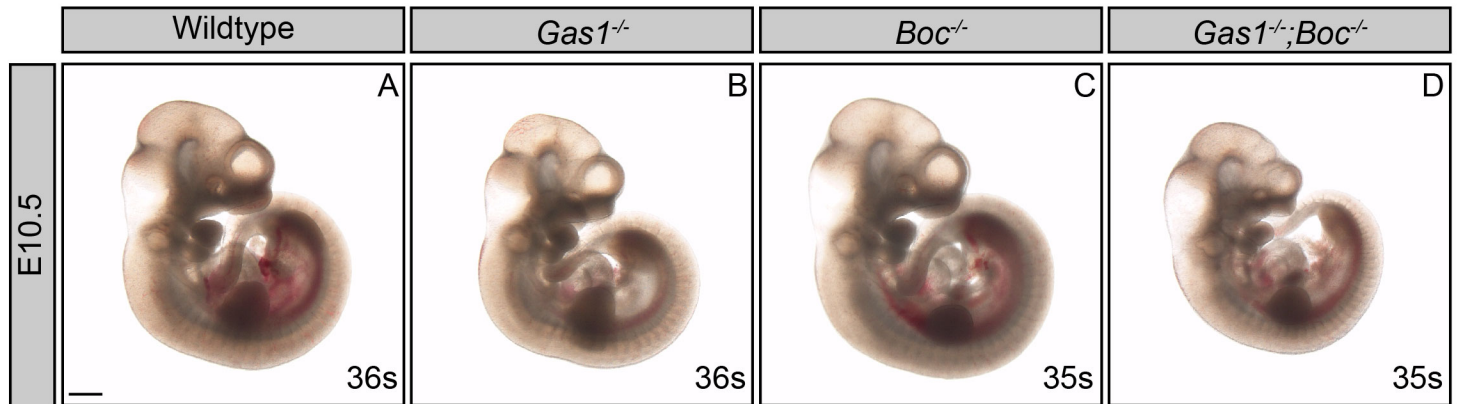 Wildtype
Gas1-/-
Boc-/-
Gas1-/-;Boc-/-
E10.5
A
B
C
D
36s
36s
35s
35s